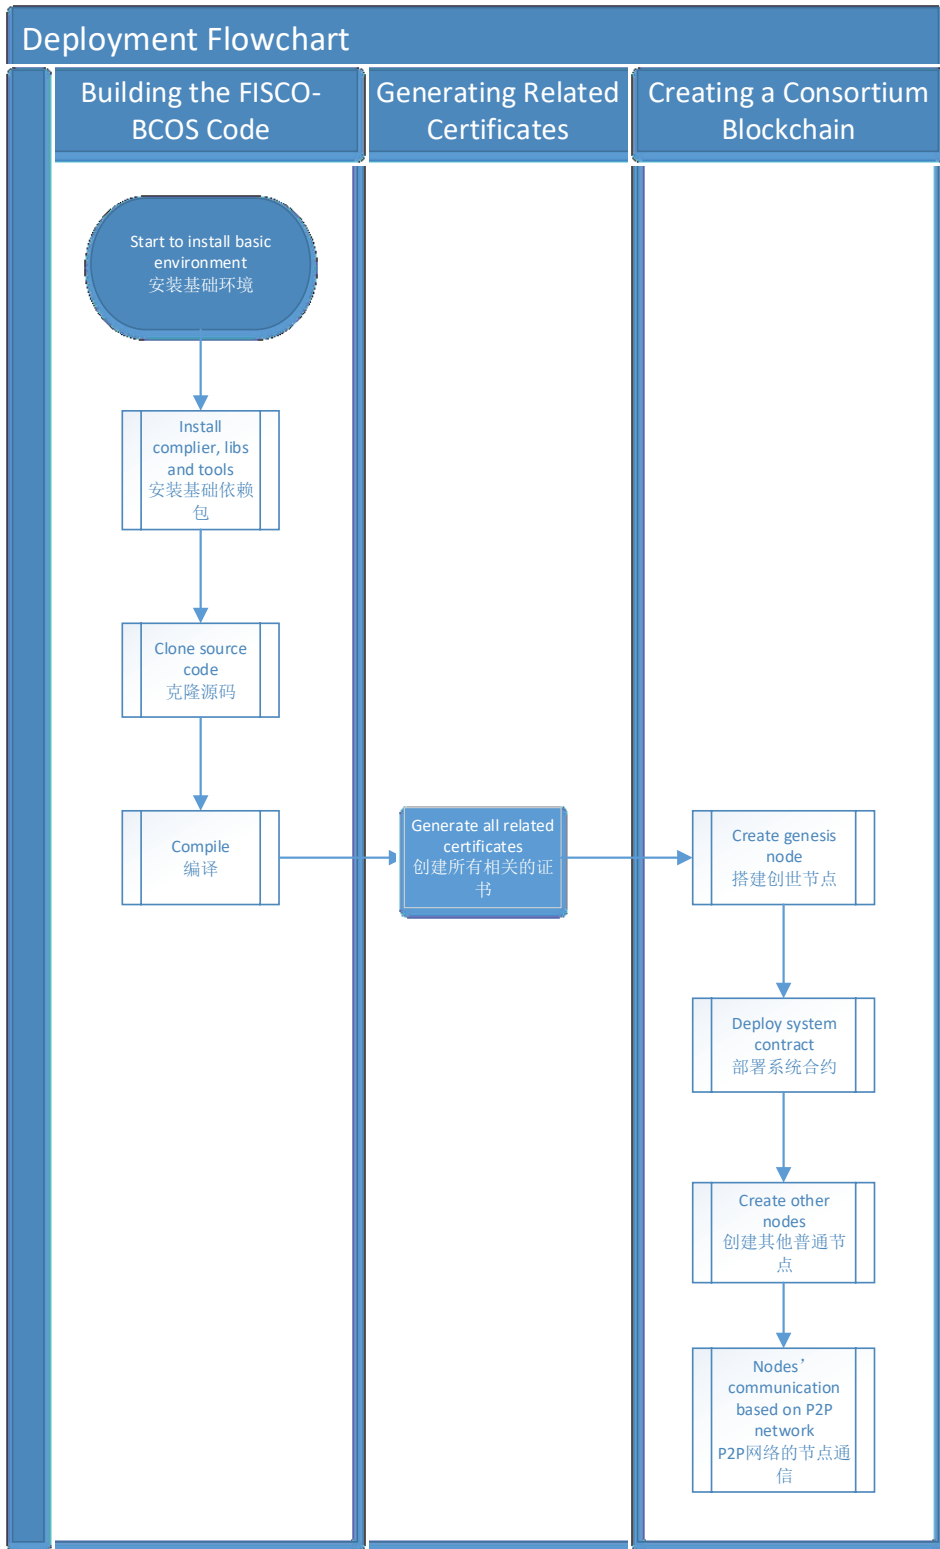 Deployment Flowchart
Building the FISCO-
BCOS Code
Generating Related
Certificates
Creating a Consortium
Blockchain
Start to install basic
environment
安装基础环境
Install
complier, libs
and tools
安装基础依赖
包
Clone source
code
克隆源码
Compile
编译
Generate all related
certificates
创建所有相关的证
书
Create genesis
node
搭建创世节点
Deploy system
contract
部署系统合约
Create other
nodes
创建其他普通节
点
Nodes’
communication
based on P2P
network
P2P网络的节点通
信